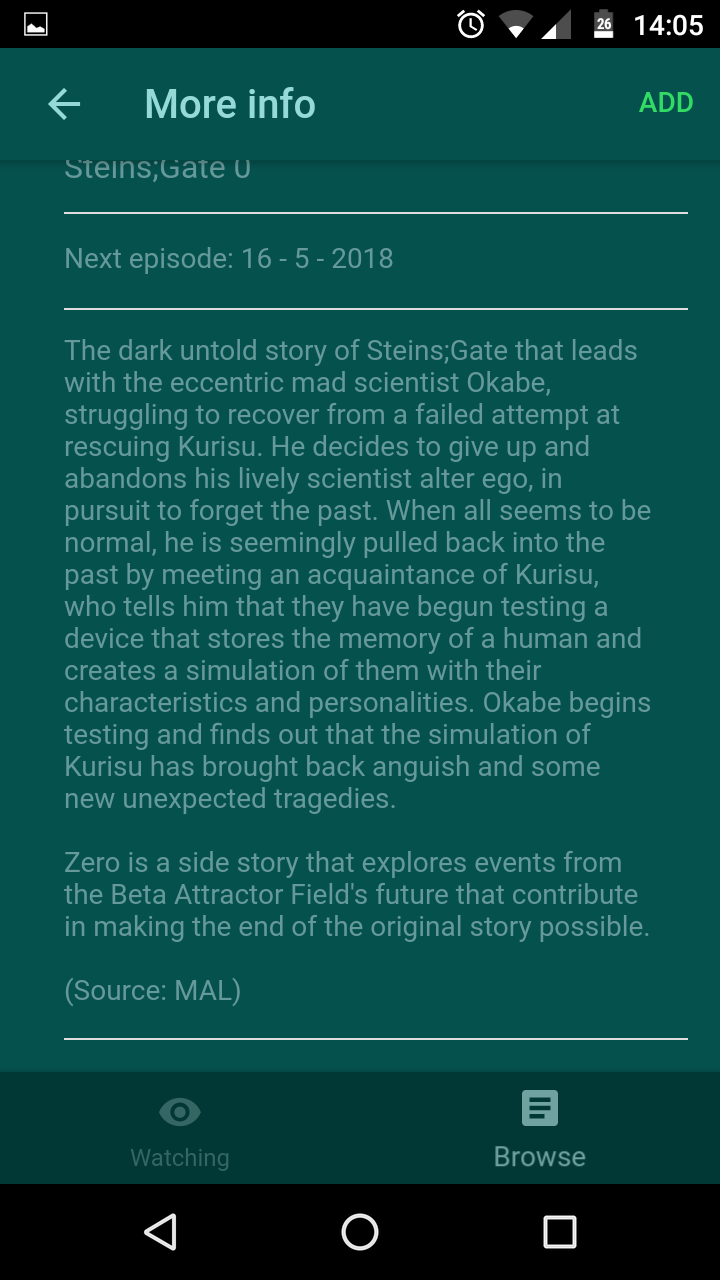 26 14:05
More info
ADD
Steins;Gate 0
Next episode: 16 - 5 - 2018
The dark untold story of Steins;Gate that leads
with the eccentric mad scientist Okabe,
struggling to recover from a failed attempt at
rescuing Kurisu. He decides to give up and
abandons his lively scientist alter ego, in
pursuit to forget the past. When all seems to be
normal, he is seemingly pulled back into the
past by meeting an acquaintance of Kurisu,
who tells him that they have begun testing a
device that stores the memory of a human and
creates a simulation of them with their
characteristics and personalities. Okabe begins
testing and finds out that the simulation of
Kurisu has brought back anguish and some
new unexpected tragedies.
Zero is a side story that explores events from
the Beta Attractor Field's future that contribute
in making the end of the original story possible.
(Source: MAL)
Watching
Browse